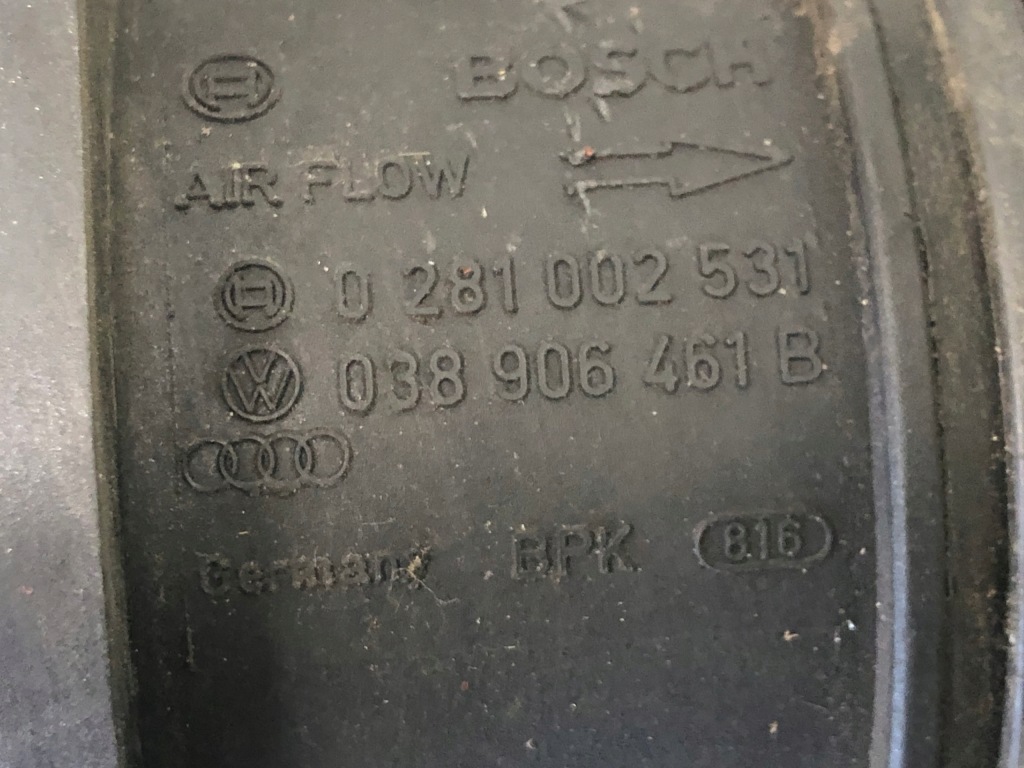 BOSCH
AIR FLOW
0 281 002 531
038 906 461 B
Germany BPK 816